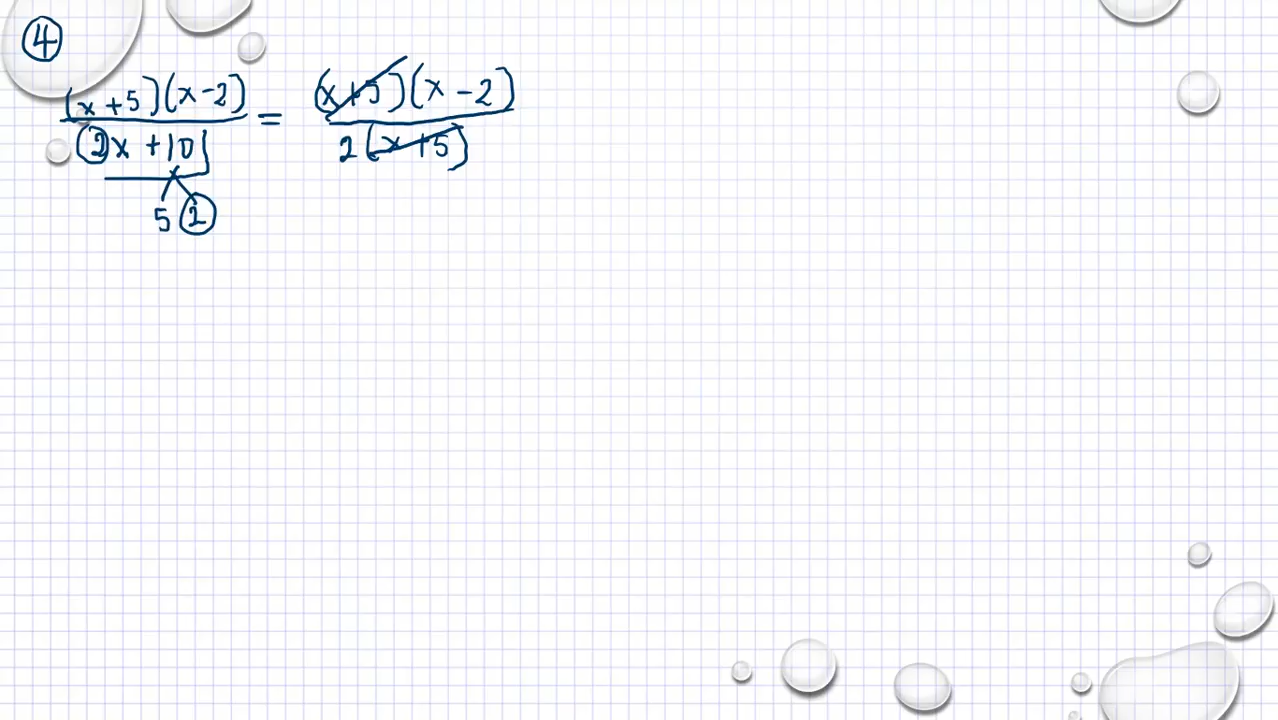 4
(x+5)(x-2) = (x+5)(x-2)
2x+10 2(x+5)
5 2